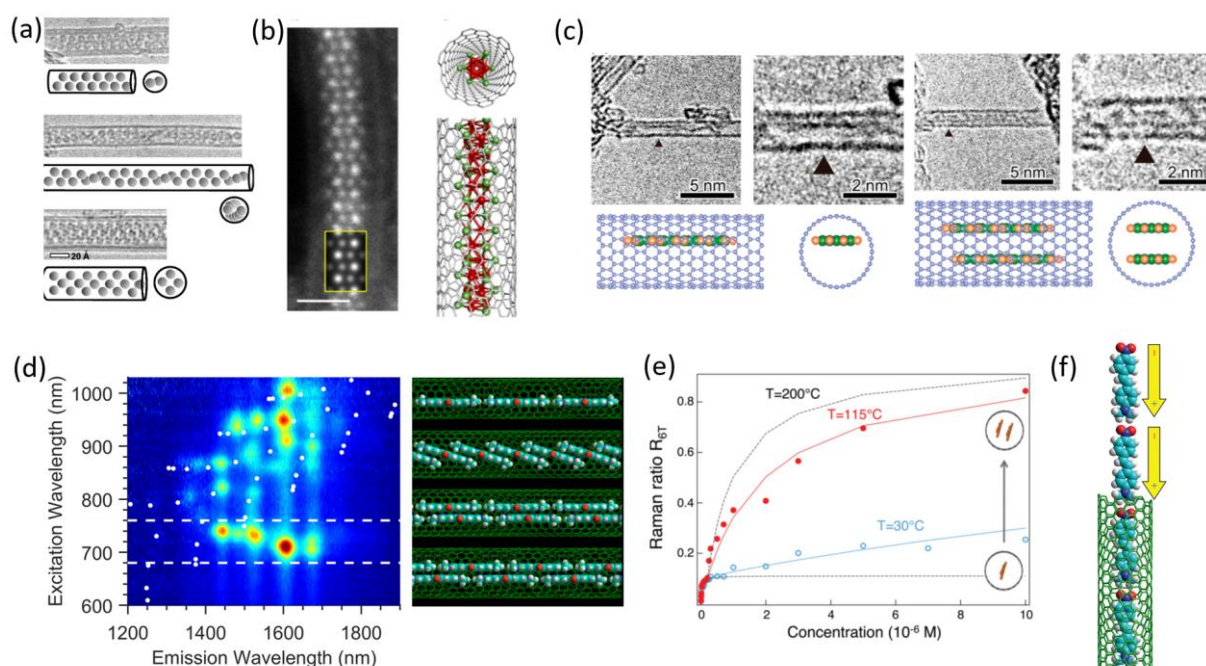 (a)
20 Å
(b)
(c)
5 nm
2 nm
5 nm
2 nm
(d)
Excitation Wavelength (nm)
1000
900
800
700
600
1200
1400
1600
1800
Emission Wavelength (nm)
(e)
Raman ratio R6T
0.8
0.6
0.4
0.2
T=200°C
T=115°C
T=30°C
0
2
4
6
8
10
Concentration (10-6 M)
(f)
-
+
-
+